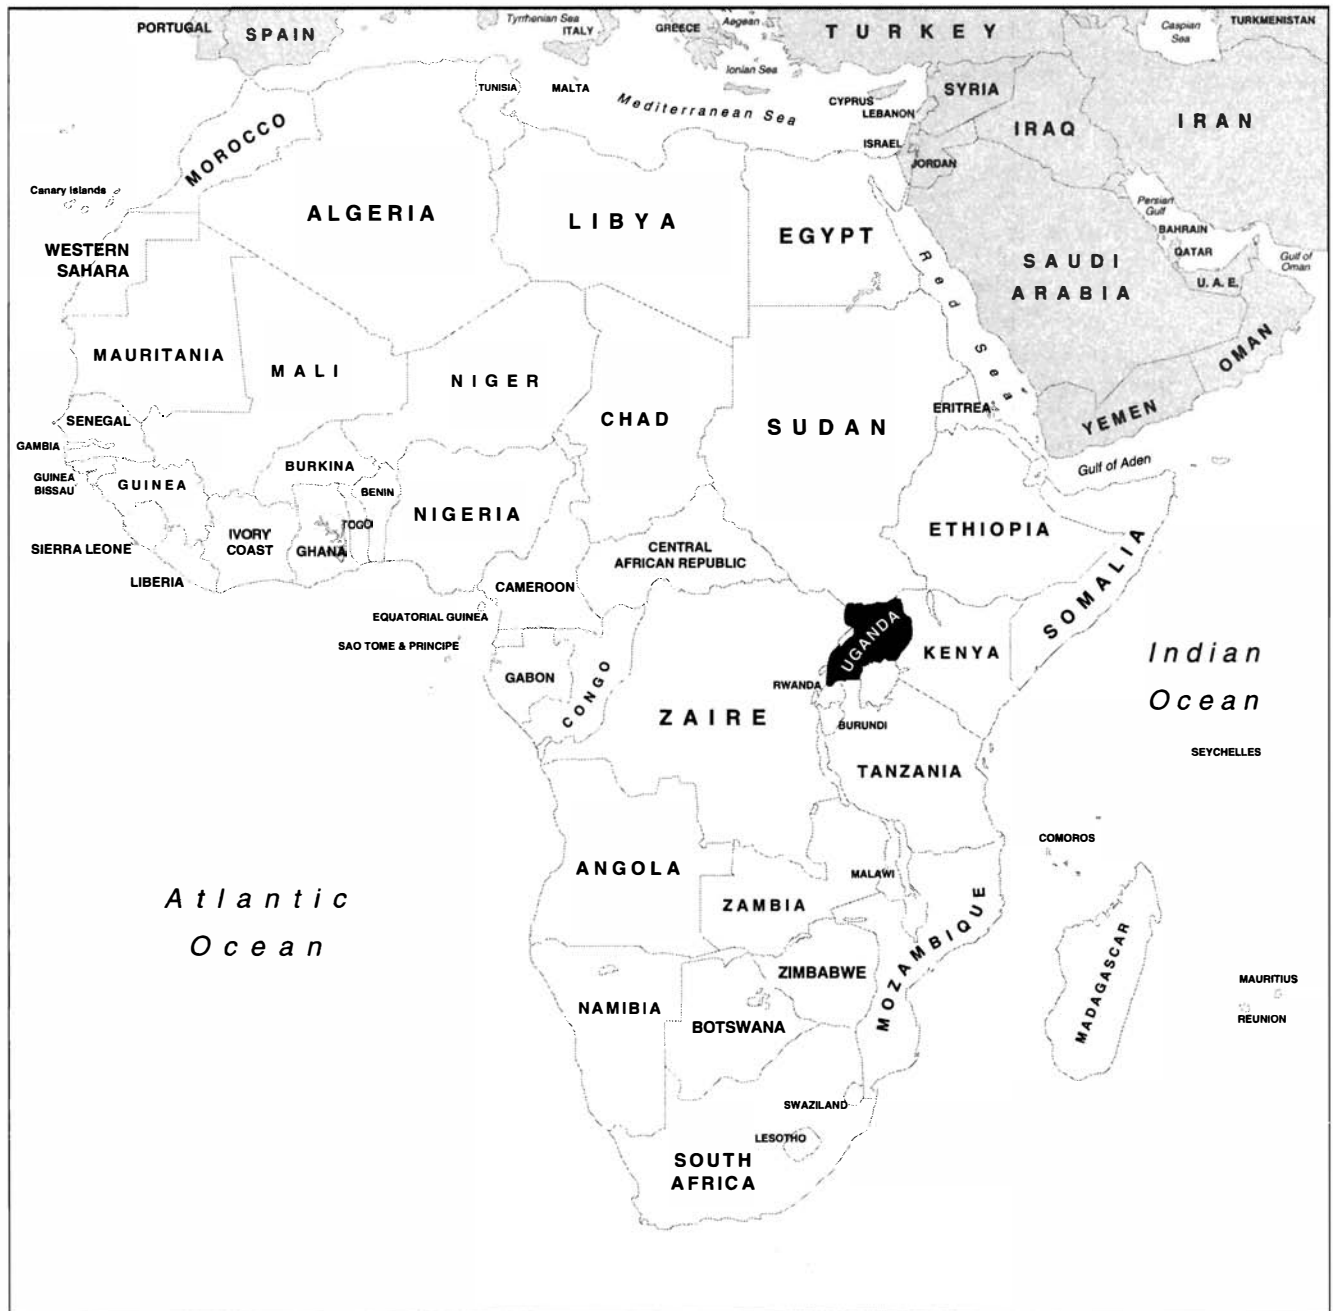 PORTUGAL
SPAIN
Tyrrhenian Sea
ITALY
GREECE
Aegean
Ionian Sea
TURKEY
Caspian
Sea
TURKMENISTAN
TUNISIA
MALTA
Mediterranean Sea
CYPRUS
LEBANON
SYRIA
ISRAEL
JORDAN
IRAQ
IRAN
MOROCCO
Canary Islands
ALGERIA
LIBYA
EGYPT
Red Sea
Persian
Gulf
BAHRAIN
QATAR
Gulf of
Oman
U. A. E.
SAUDI
ARABIA
OMAN
YEMEN
WESTERN
SAHARA
MAURITANIA
MALI
NIGER
CHAD
SUDAN
ERITREA
Gulf of Aden
SENEGAL
GAMBIA
GUINEA
BISSAU
GUINEA
BURKINA
BENIN
TOGO
NIGERIA
SIERRA LEONE
IVORY
COAST
GHANA
LIBERIA
CENTRAL
AFRICAN REPUBLIC
ETHIOPIA
SOMALIA
CAMEROON
EQUATORIAL GUINEA
SAO TOME & PRINCIPE
GABON
CONGO
ZAIRE
UGANDA
KENYA
RWANDA
BURUNDI
TANZANIA
Indian
Ocean
SEYCHELLES
COMOROS
ANGOLA
ZAMBIA
MALAWI
MOZAMBIQUE
Atlantic
Ocean
ZIMBABWE
NAMIBIA
BOTSWANA
MADAGASCAR
MAURITIUS
REUNION
SWAZILAND
LESOTHO
SOUTH
AFRICA